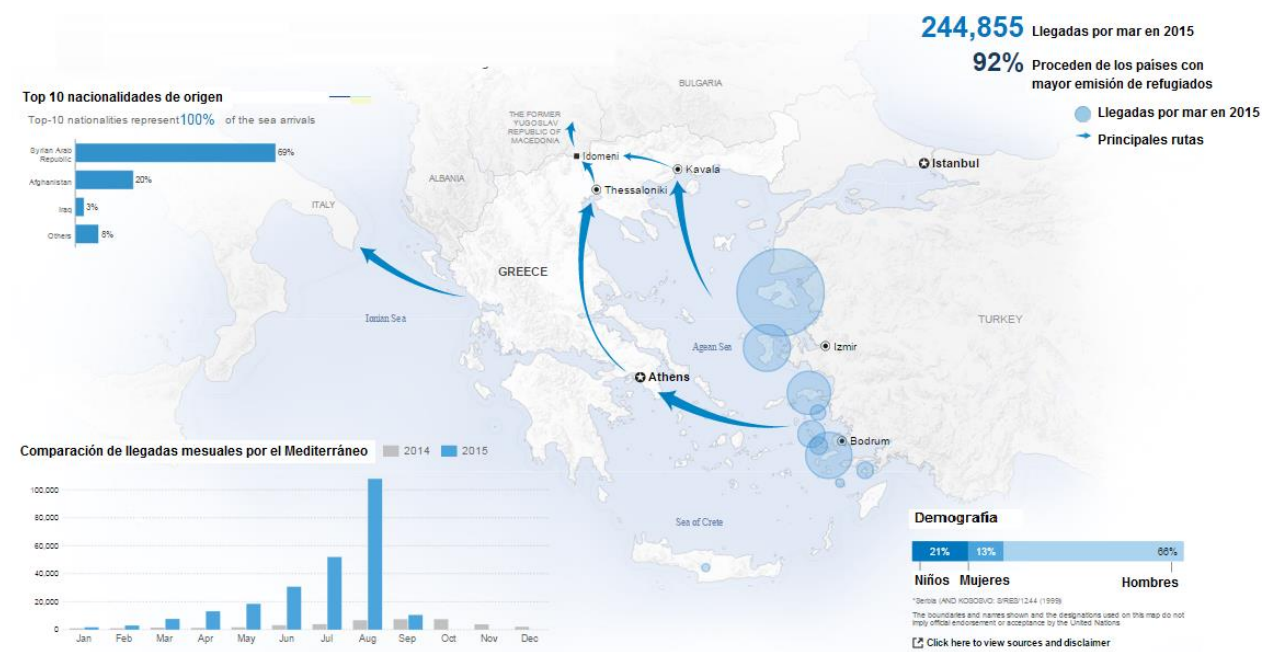 244,855 Llegadas por mar en 2015
92% Proceden de los países con
mayor emisión de refugiados
Llegadas por mar en 2015
Principales rutas
Top 10 nacionalidades de origen
Top-10 nationalities represent 100% of the sea arrivals
Syrian Arab
Republic
69%
Afghanistan
20%
Iraq
3%
Others
8%
BULGARIA
THE FORMER
YUGOSLAV
REPUBLIC OF
MACEDONIA
Idomeni
Kavala
Istanbul
Thessaloniki
ALBANIA
ITALY
GREECE
TURKEY
Ionian Sea
Agean Sea
Izmir
Athens
Bodrum
Sea of Crete
Comparación de llegadas mesuales por el Mediterráneo
2014
2015
100,000
80,000
60,000
40,000
20,000
0
Jan Feb Mar Apr May Jun Jul Aug Sep Oct Nov Dec
Demografía
21% 13% 66%
Niños Mujeres Hombres
*Serbia (AND KOSOSVO: S/RES/1244 (1999)
The boundaries and names shown and the designations used on this map do not
imply official endorsement or acceptance by the United Nations
Click here to view sources and disclaimer